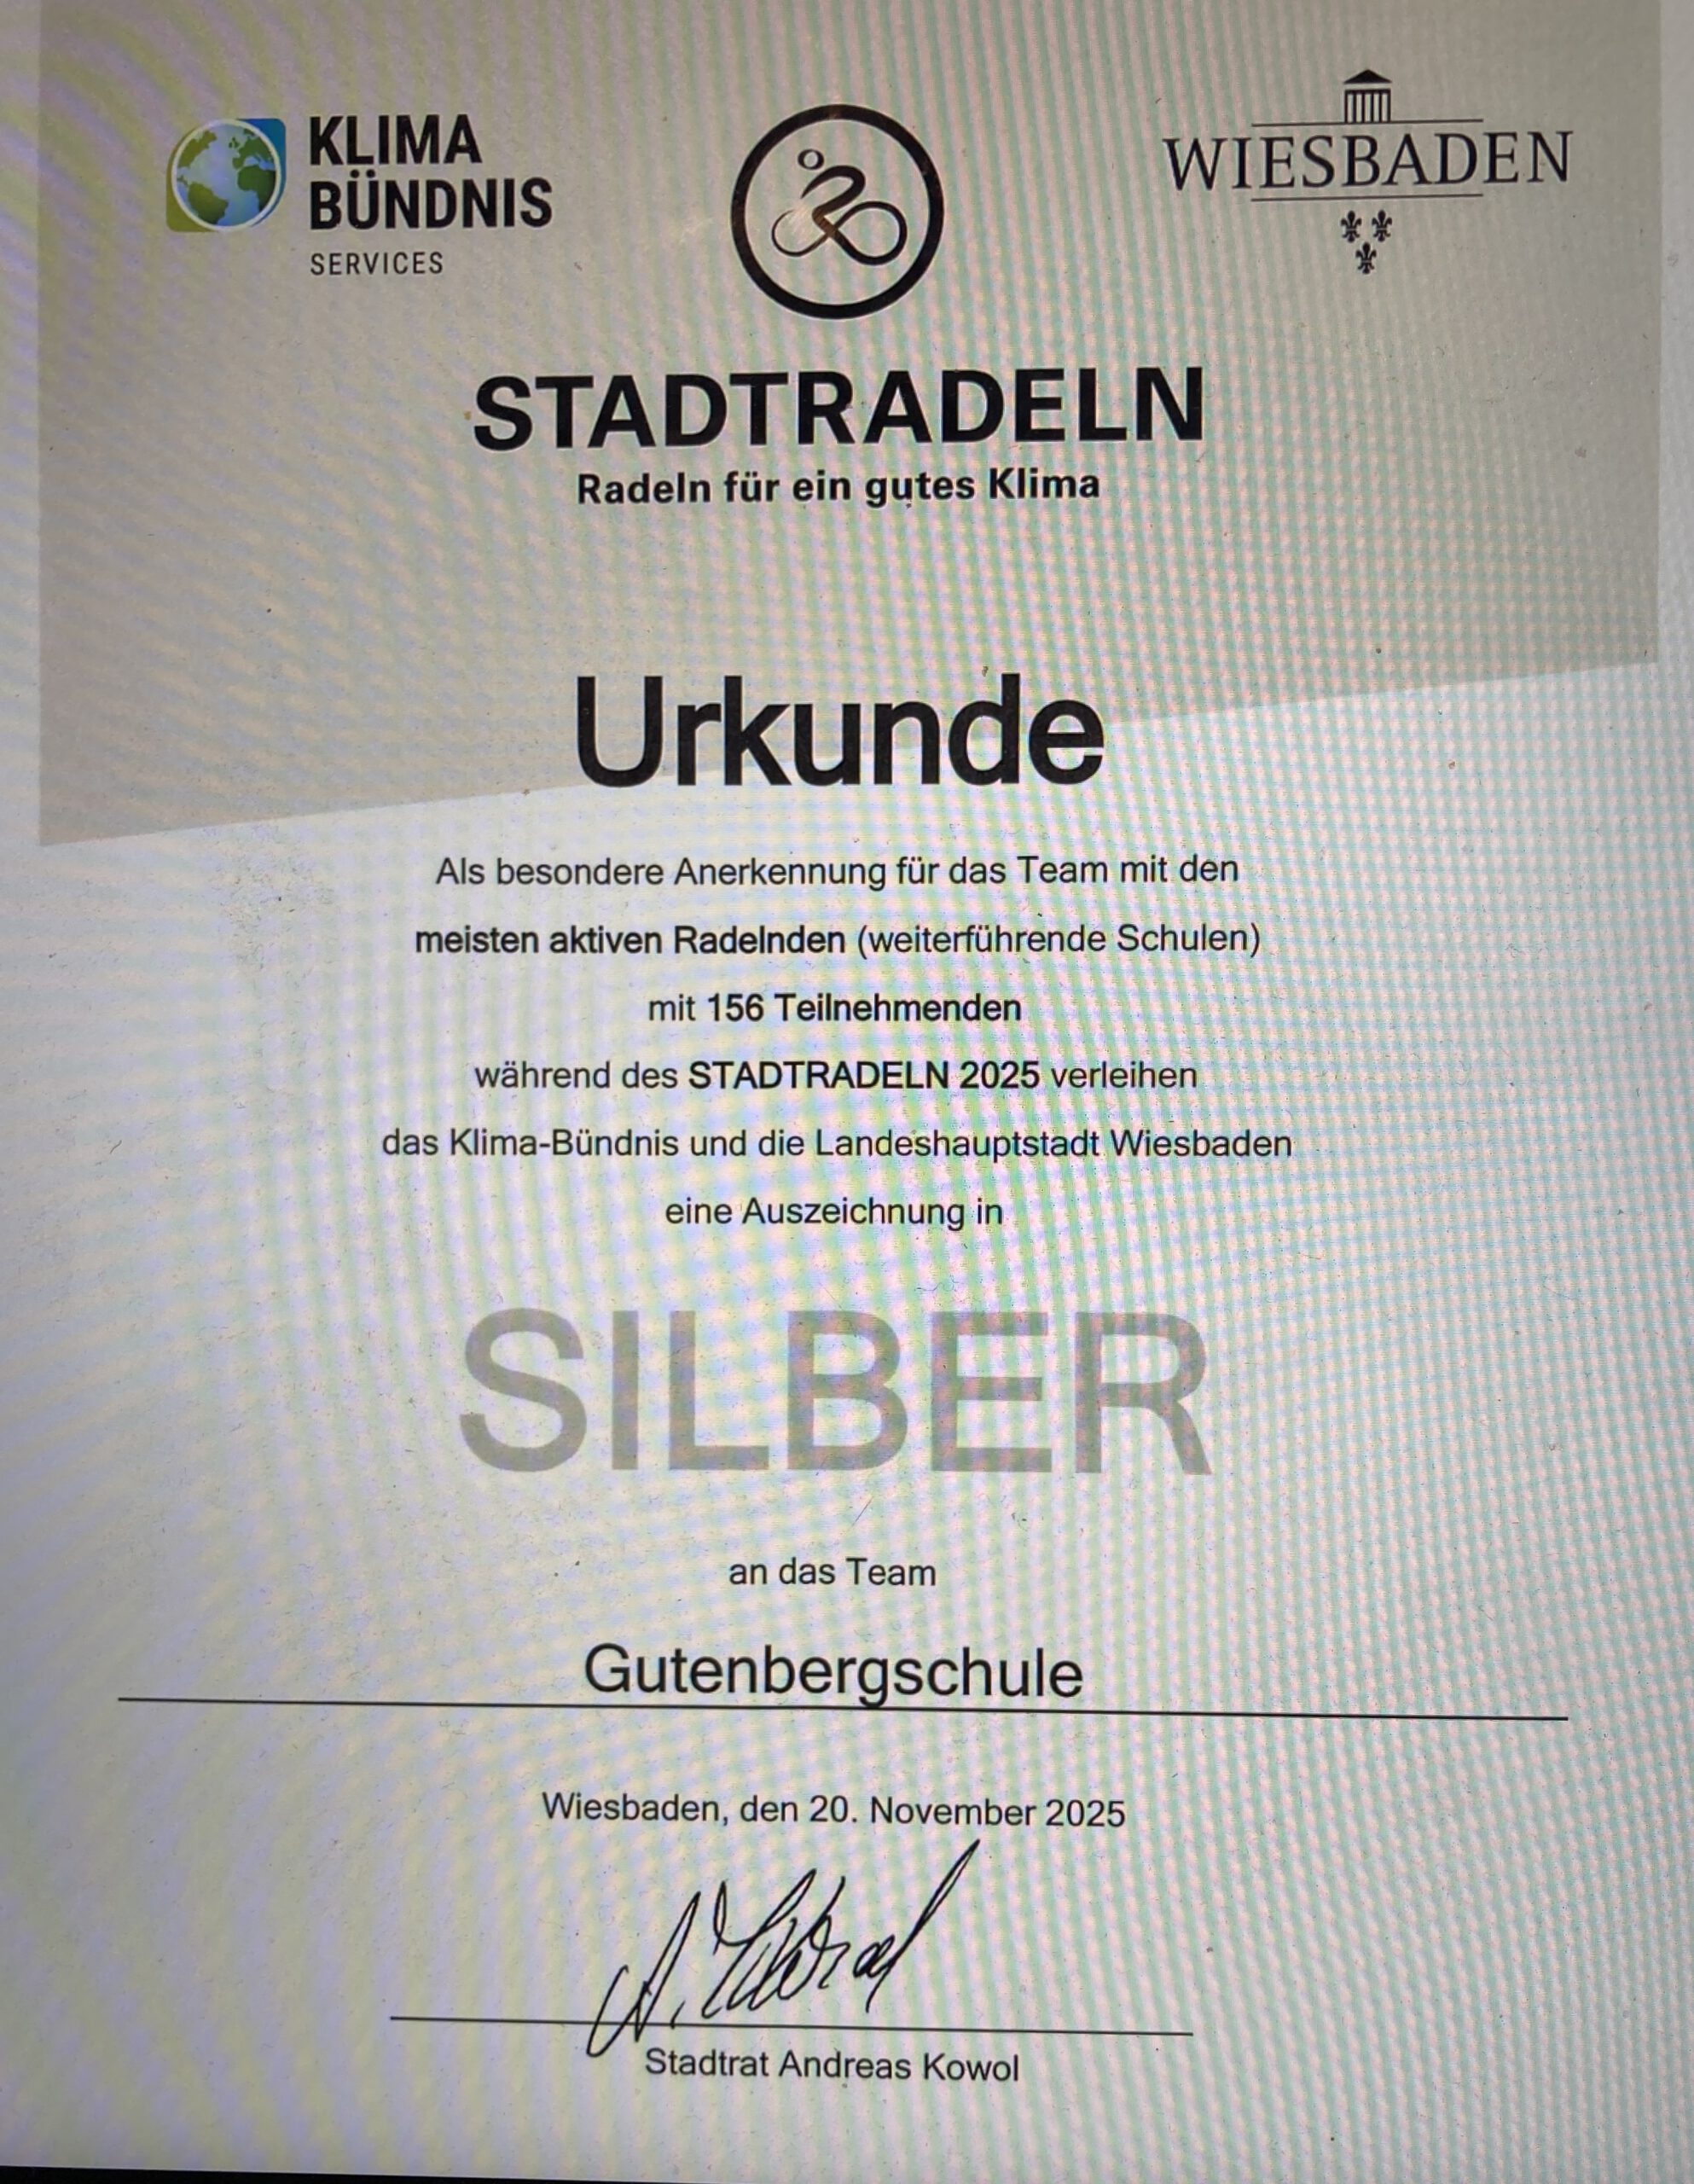 KLIMA
BÜNDNIS
SERVICES
WIESBADEN
STADTRADELN
Radeln für ein gutes Klima
Urkunde
Als besondere Anerkennung für das Team mit den
meisten aktiven Radelnden (weiterführende Schulen)
mit 156 Teilnehmenden
während des STADTRADELN 2025 verleihen
das Klima-Bündnis und die Landeshauptstadt Wiesbaden
eine Auszeichnung in
SILBER
an das Team
Gutenbergschule
Wiesbaden, den 20. November 2025
A. Kowol
Stadtrat Andreas Kowol